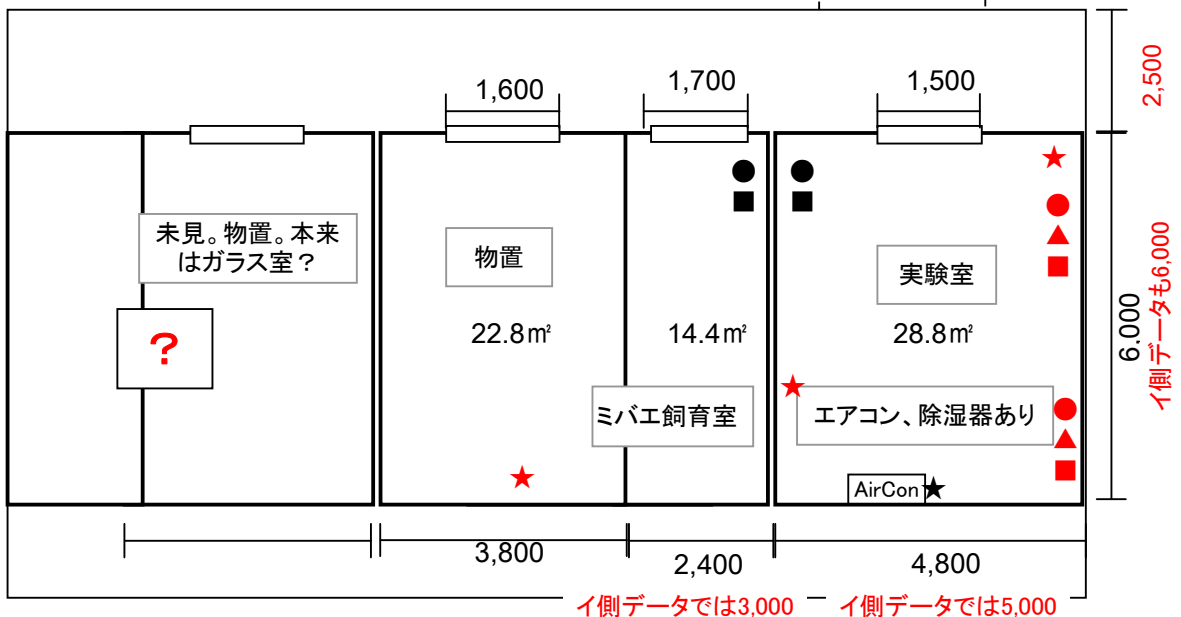 2,500
1,600
1,700
1,500
未見。物置。本来
はガラス室？
物置
実験室
？
22.8㎡
14.4㎡
28.8㎡
6,000
イ側データも6,000
ミバエ飼育室
エアコン、除湿器あり
AirCon
3,800
2,400
4,800
イ側データでは3,000
イ側データでは5,000